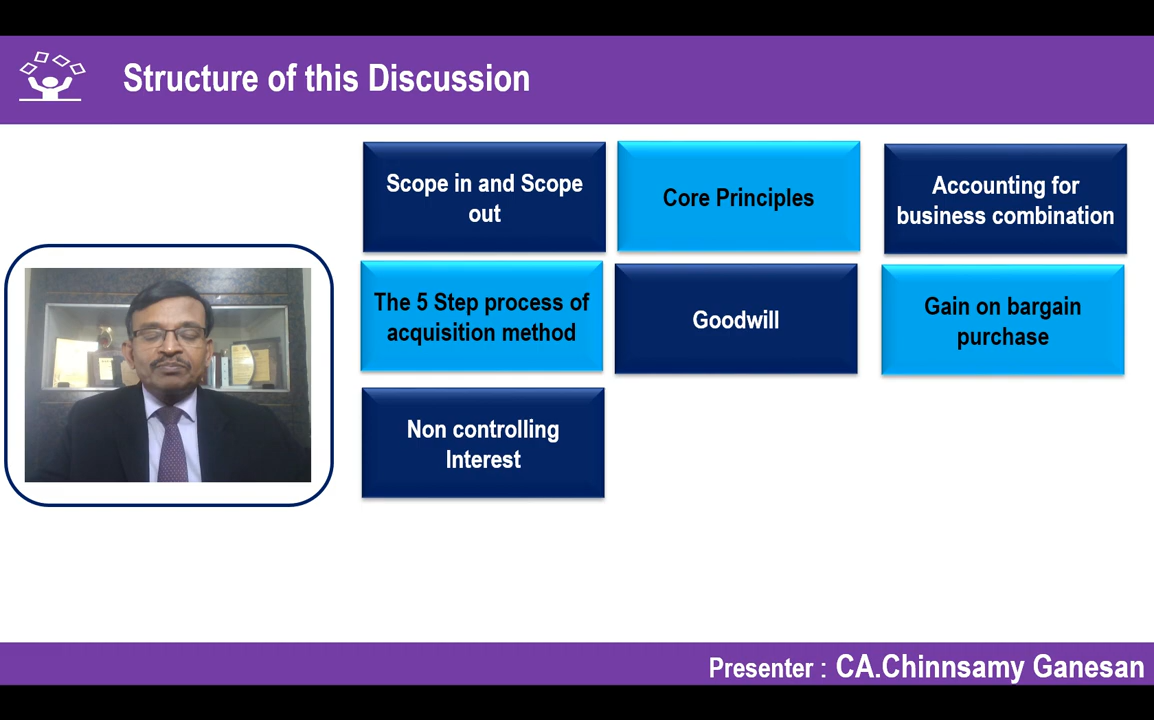 Structure of this Discussion
Scope in and Scope
out
Core Principles
Accounting for
business combination
The 5 Step process of
acquisition method
Goodwill
Gain on bargain
purchase
Non controlling
Interest
Presenter : CA.Chinnsamy Ganesan